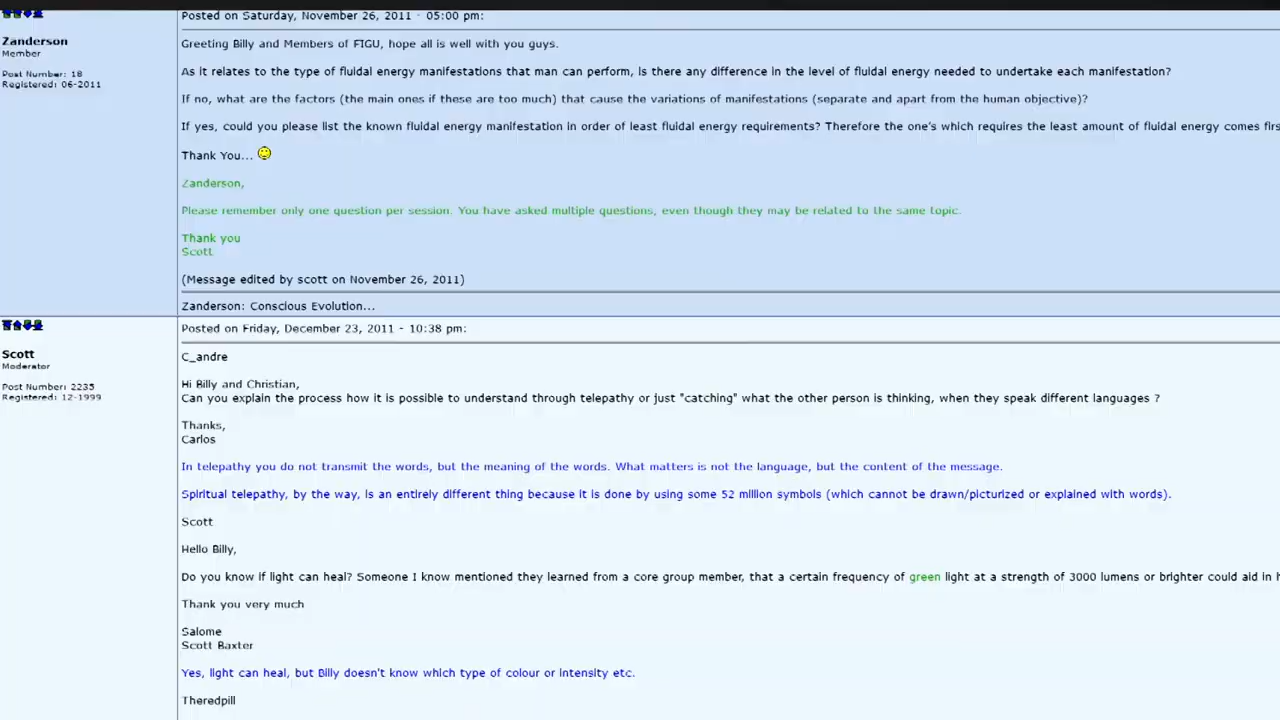 Posted on Saturday, November 26, 2011 - 05:00 pm:
Zanderson
Member
Post Number: 18
Registered: 06-2011
Greeting Billy and Members of FIGU, hope all is well with you guys.
As it relates to the type of fluidal energy manifestations that man can perform, is there any difference in the level of fluidal energy needed to undertake each manifestation?
If no, what are the factors (the main ones if these are too much) that cause the variations of manifestations (separate and apart from the human objective)?
If yes, could you please list the known fluidal energy manifestation in order of least fluidal energy requirements? Therefore the one's which requires the least amount of fluidal energy comes firs
Thank You...
Zanderson,
Please remember only one question per session. You have asked multiple questions, even though they may be related to the same topic.
Thank you
Scott
(Message edited by scott on November 26, 2011)
Zanderson: Conscious Evolution...
Posted on Friday, December 23, 2011 - 10:38 pm:
Scott
Moderator
Post Number: 2235
Registered: 12-1999
C_andre
Hi Billy and Christian,
Can you explain the process how it is possible to understand through telepathy or just "catching" what the other person is thinking, when they speak different languages ?
Thanks,
Carlos
In telepathy you do not transmit the words, but the meaning of the words. What matters is not the language, but the content of the message.
Spiritual telepathy, by the way, is an entirely different thing because it is done by using some 52 million symbols (which cannot be drawn/picturized or explained with words).
Scott
Hello Billy,
Do you know if light can heal? Someone I know mentioned they learned from a core group member, that a certain frequency of green light at a strength of 3000 lumens or brighter could aid in h
Thank you very much
Salome
Scott Baxter
Yes, light can heal, but Billy doesn't know which type of colour or intensity etc.
Theredpill